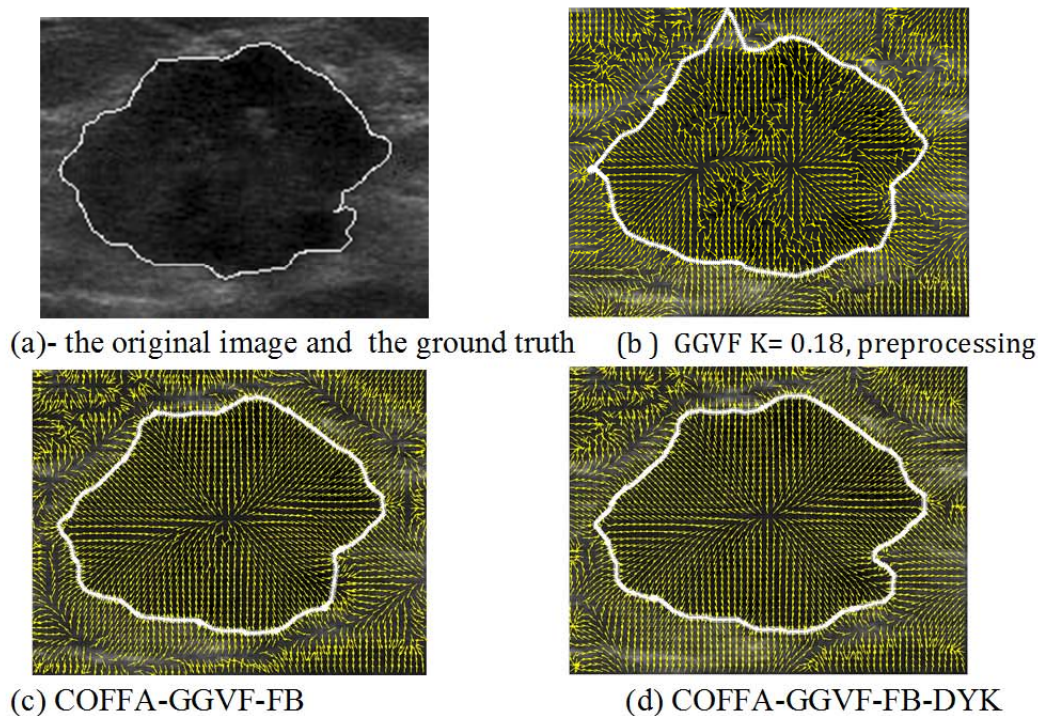 (a)- the original image and the ground truth
(b ) GGVF K= 0.18, preprocessing
(c) COFFA-GGVF-FB
(d) COFFA-GGVF-FB-DYK